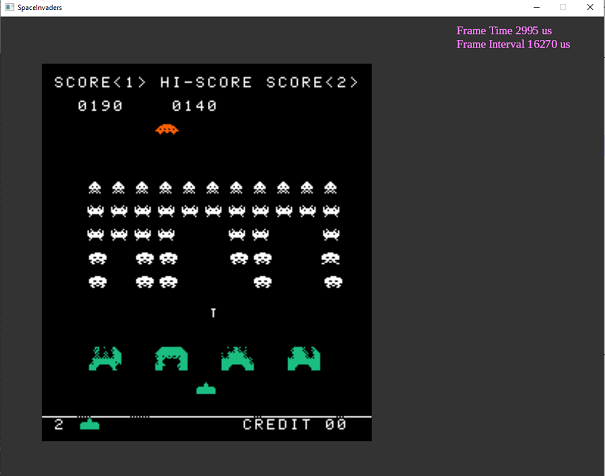 SpaceInvaders
Frame Time 2995 us
Frame Interval 16270 us
SCORE<1> HI-SCORE SCORE<2>
0190 0140
2 CREDIT 00